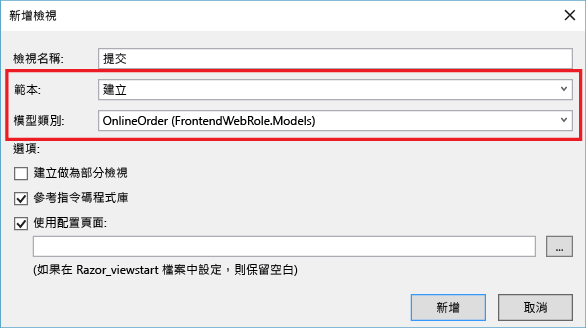 新增檢視
檢視名稱: 提交
範本: 建立
模型類別: OnlineOrder (FrontendWebRole.Models)
選項:
建立做為部分檢視
參考指令碼程式庫
使用配置頁面:
...
(如果在 Razor_viewstart 檔案中設定，則保留空白)
新增 取消